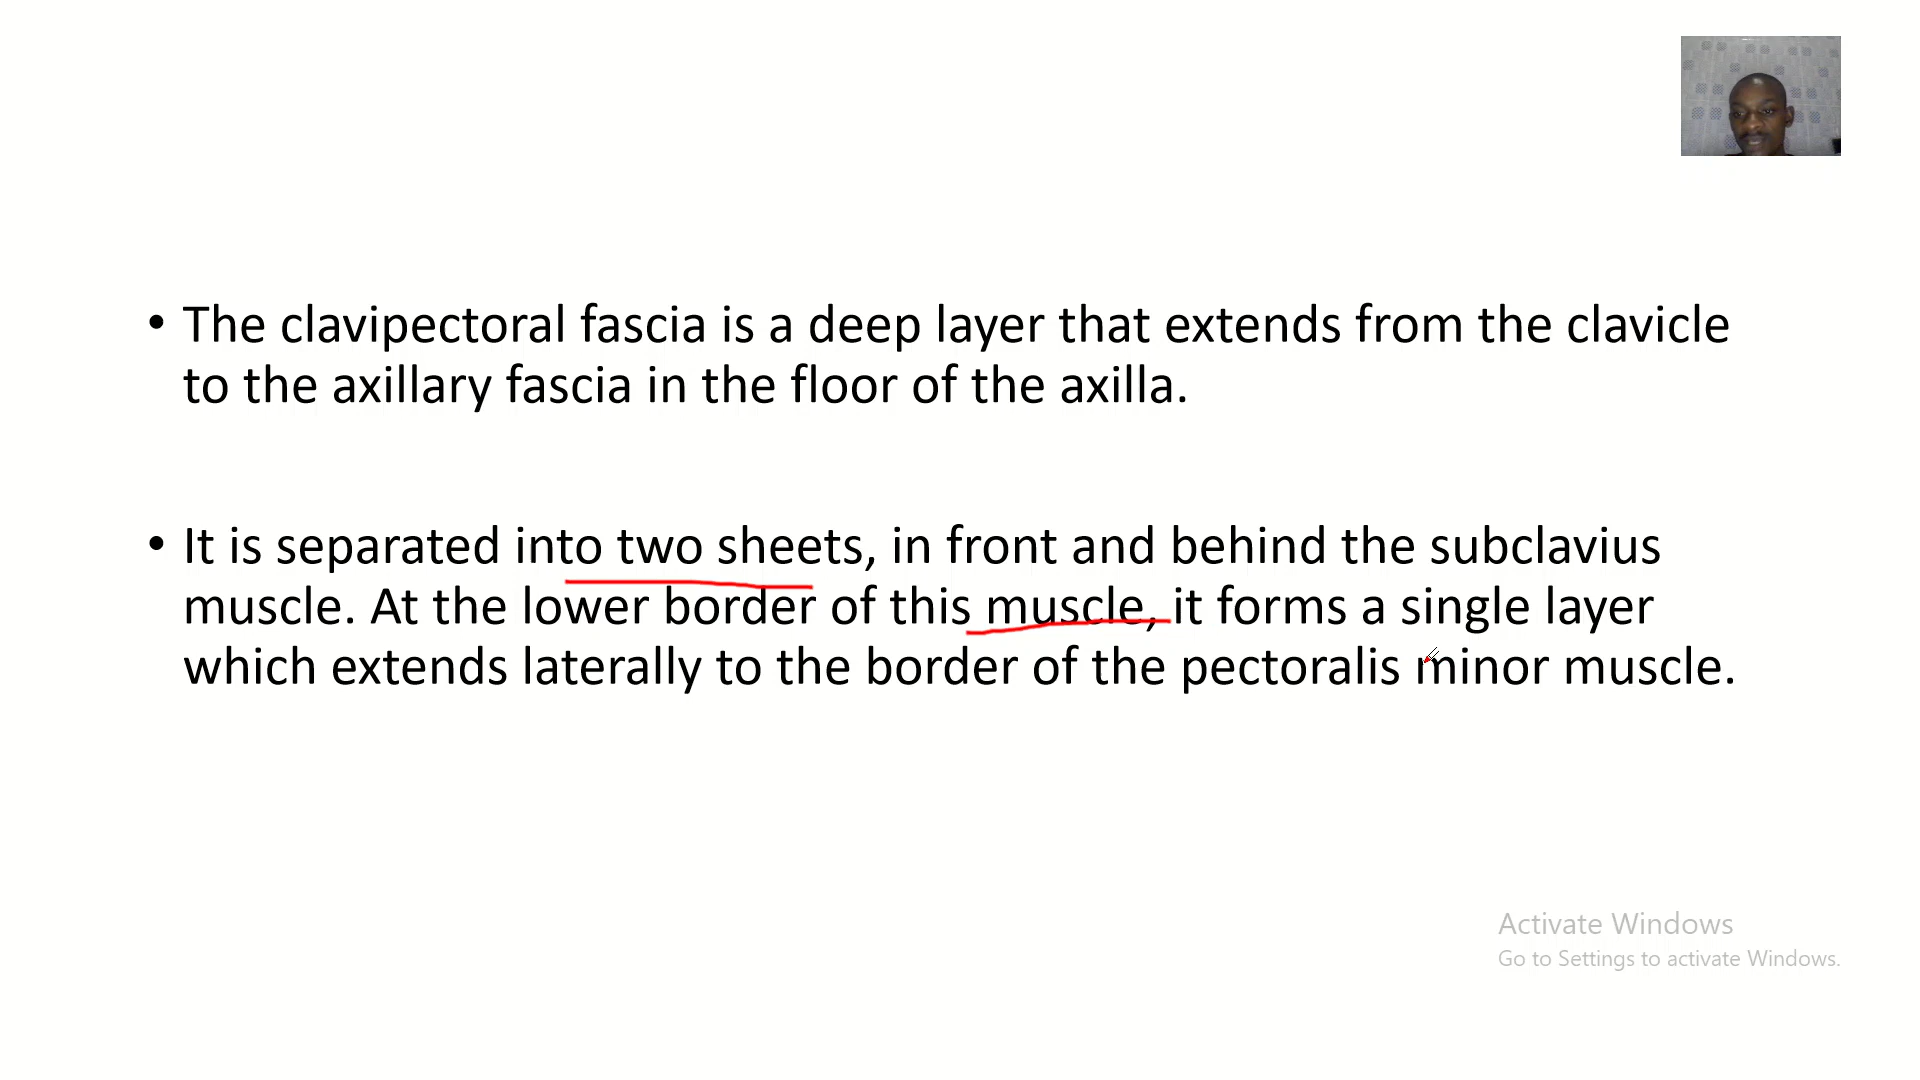 • The clavipectoral fascia is a deep layer that extends from the clavicle
to the axillary fascia in the floor of the axilla.
• It is separated into two sheets, in front and behind the subclavius
muscle. At the lower border of this muscle, it forms a single layer
which extends laterally to the border of the pectoralis minor muscle.
Activate Windows
Go to Settings to activate Windows.